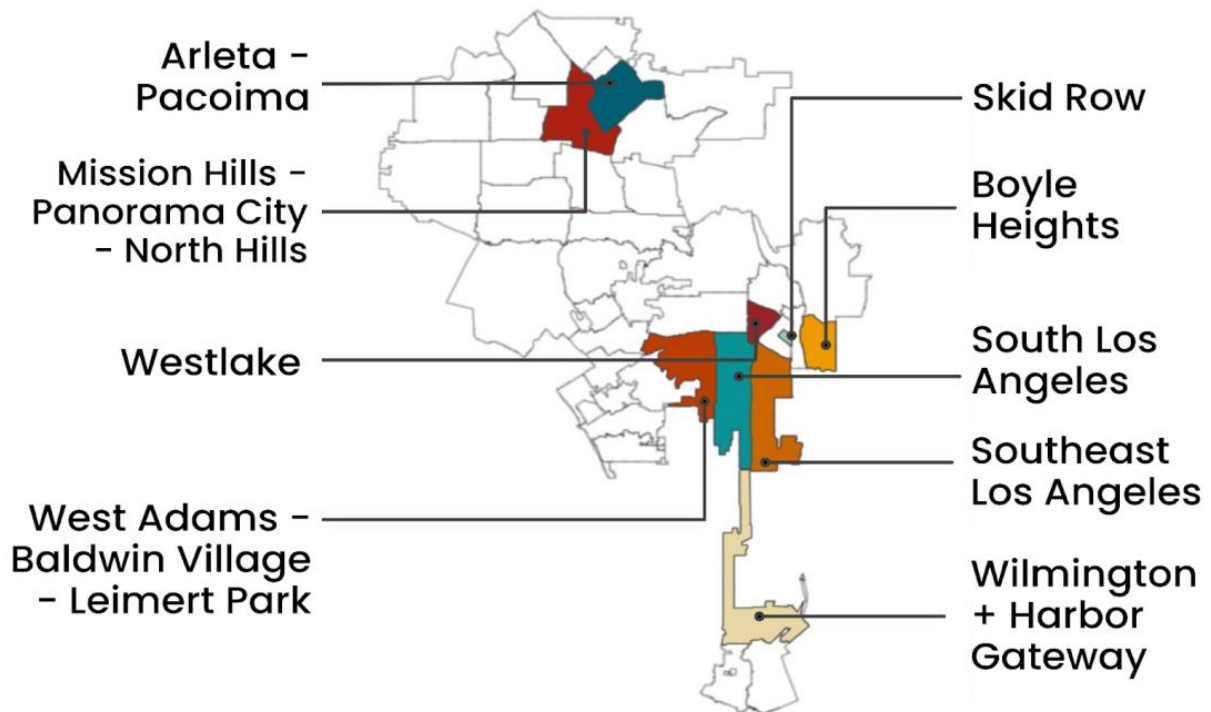 Arleta -
Pacoima
Mission Hills -
Panorama City
- North Hills
Westlake
West Adams -
Baldwin Village
- Leimert Park
Skid Row
Boyle
Heights
South Los
Angeles
Southeast
Los Angeles
Wilmington
+ Harbor
Gateway